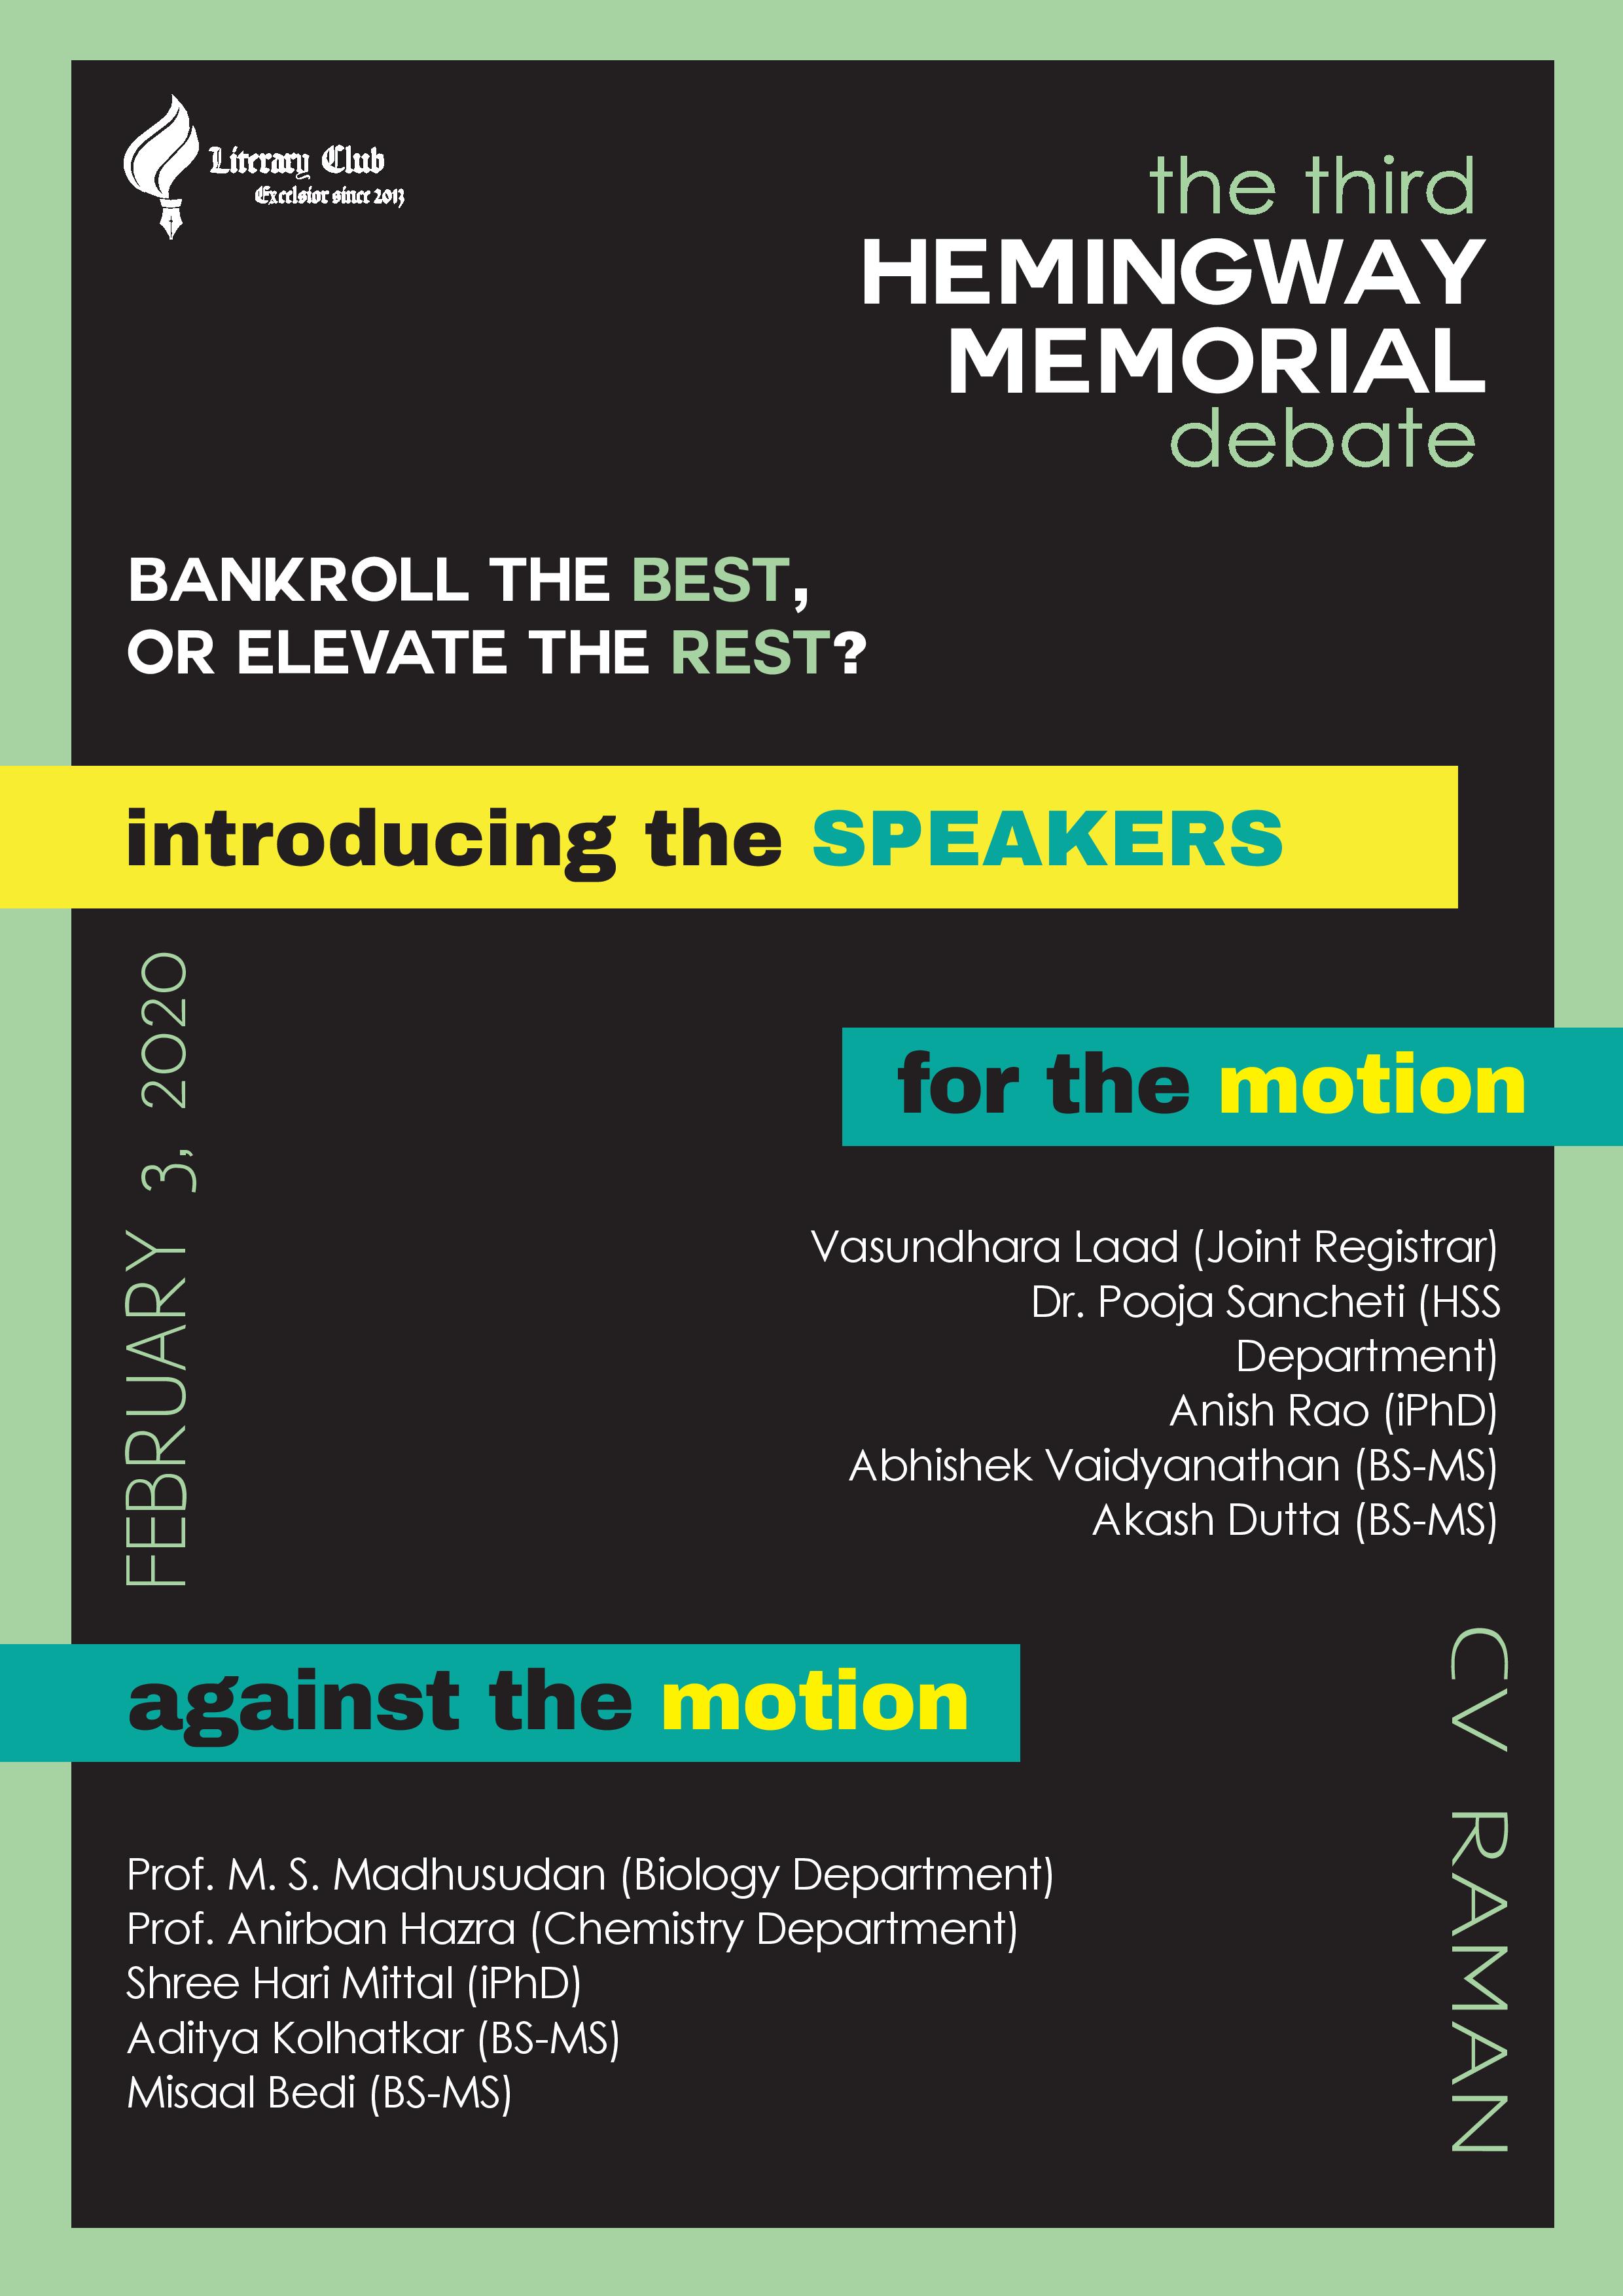 Literary Club
Excelsior since 2013
the third
HEMINGWAY
MEMORIAL
debate
BANKROLL THE BEST,
OR ELEVATE THE REST?
introducing the SPEAKERS
FEBRUARY 3, 2020
for the motion
Vasundhara Laad (Joint Registrar)
Dr. Pooja Sancheti (HSS
Department)
Anish Rao (iPhD)
Abhishek Vaidyanathan (BS-MS)
Akash Dutta (BS-MS)
against the motion
CV RAMAN
Prof. M. S. Madhusudan (Biology Department)
Prof. Anirban Hazra (Chemistry Department)
Shree Hari Mittal (iPhD)
Aditya Kolhatkar (BS-MS)
Misaal Bedi (BS-MS)